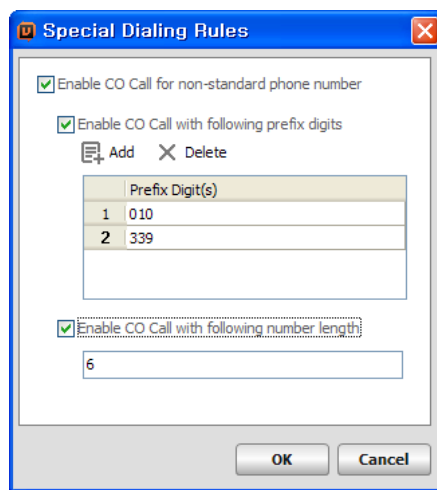 Special Dialing Rules
Enable CO Call for non-standard phone number
Enable CO Call with following prefix digits
Add Delete
Prefix Digit(s)
1 010
2 339
Enable CO Call with following number length
6
OK Cancel